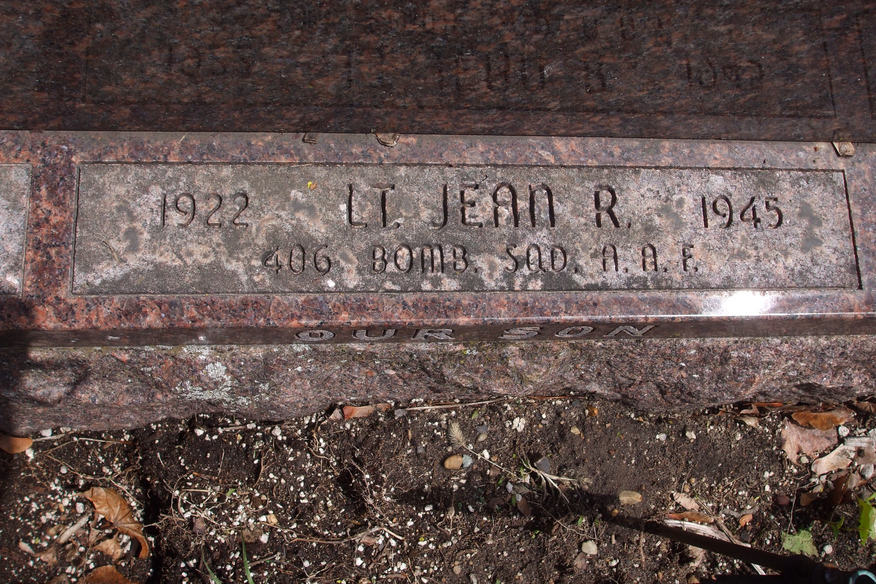 1922 LT. JEAN R. 1945
406 BOMB. SQD. A.A.F.
OUR SON